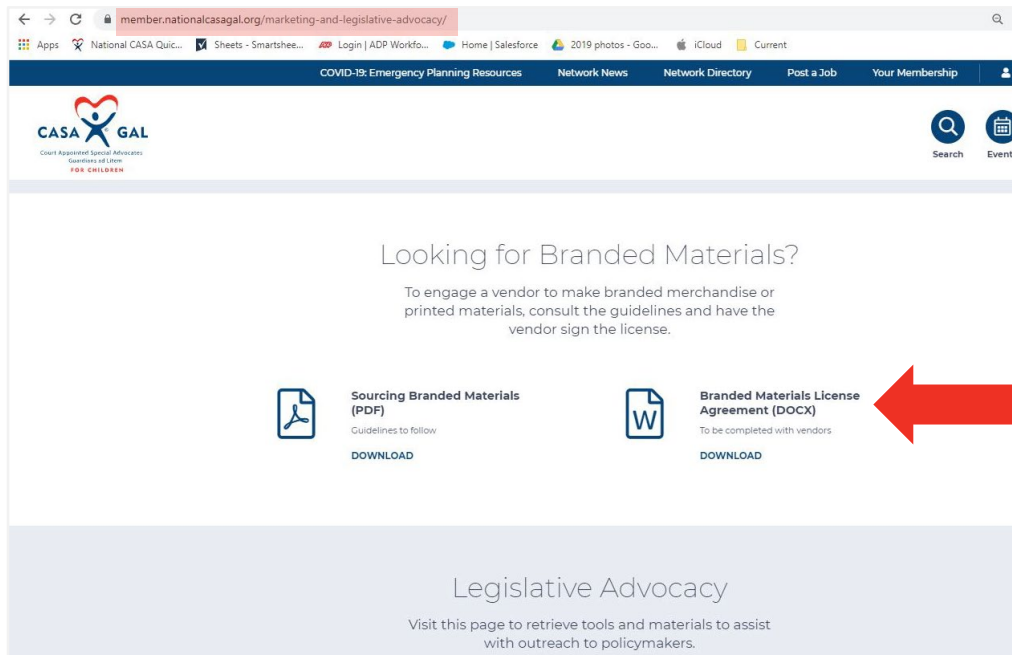 member.nationalcasagal.org/marketing-and-legislative-advocacy/
Apps National CASA Quic... Sheets - Smartshee... Login | ADP Workfo... Home | Salesforce 2019 photos - Goo... iCloud Current
COVID-19: Emergency Planning Resources Network News Network Directory Post a Job Your Membership
CASA GAL
Court Appointed Special Advocates
Guardians ad Litem
FOR CHILDREN
Search Event
Looking for Branded Materials?
To engage a vendor to make branded merchandise or
printed materials, consult the guidelines and have the
vendor sign the license.
Sourcing Branded Materials
(PDF)
Guidelines to follow
DOWNLOAD
W
Branded Materials License
Agreement (DOCX)
To be completed with vendors
DOWNLOAD
Legislative Advocacy
Visit this page to retrieve tools and materials to assist
with outreach to policymakers.